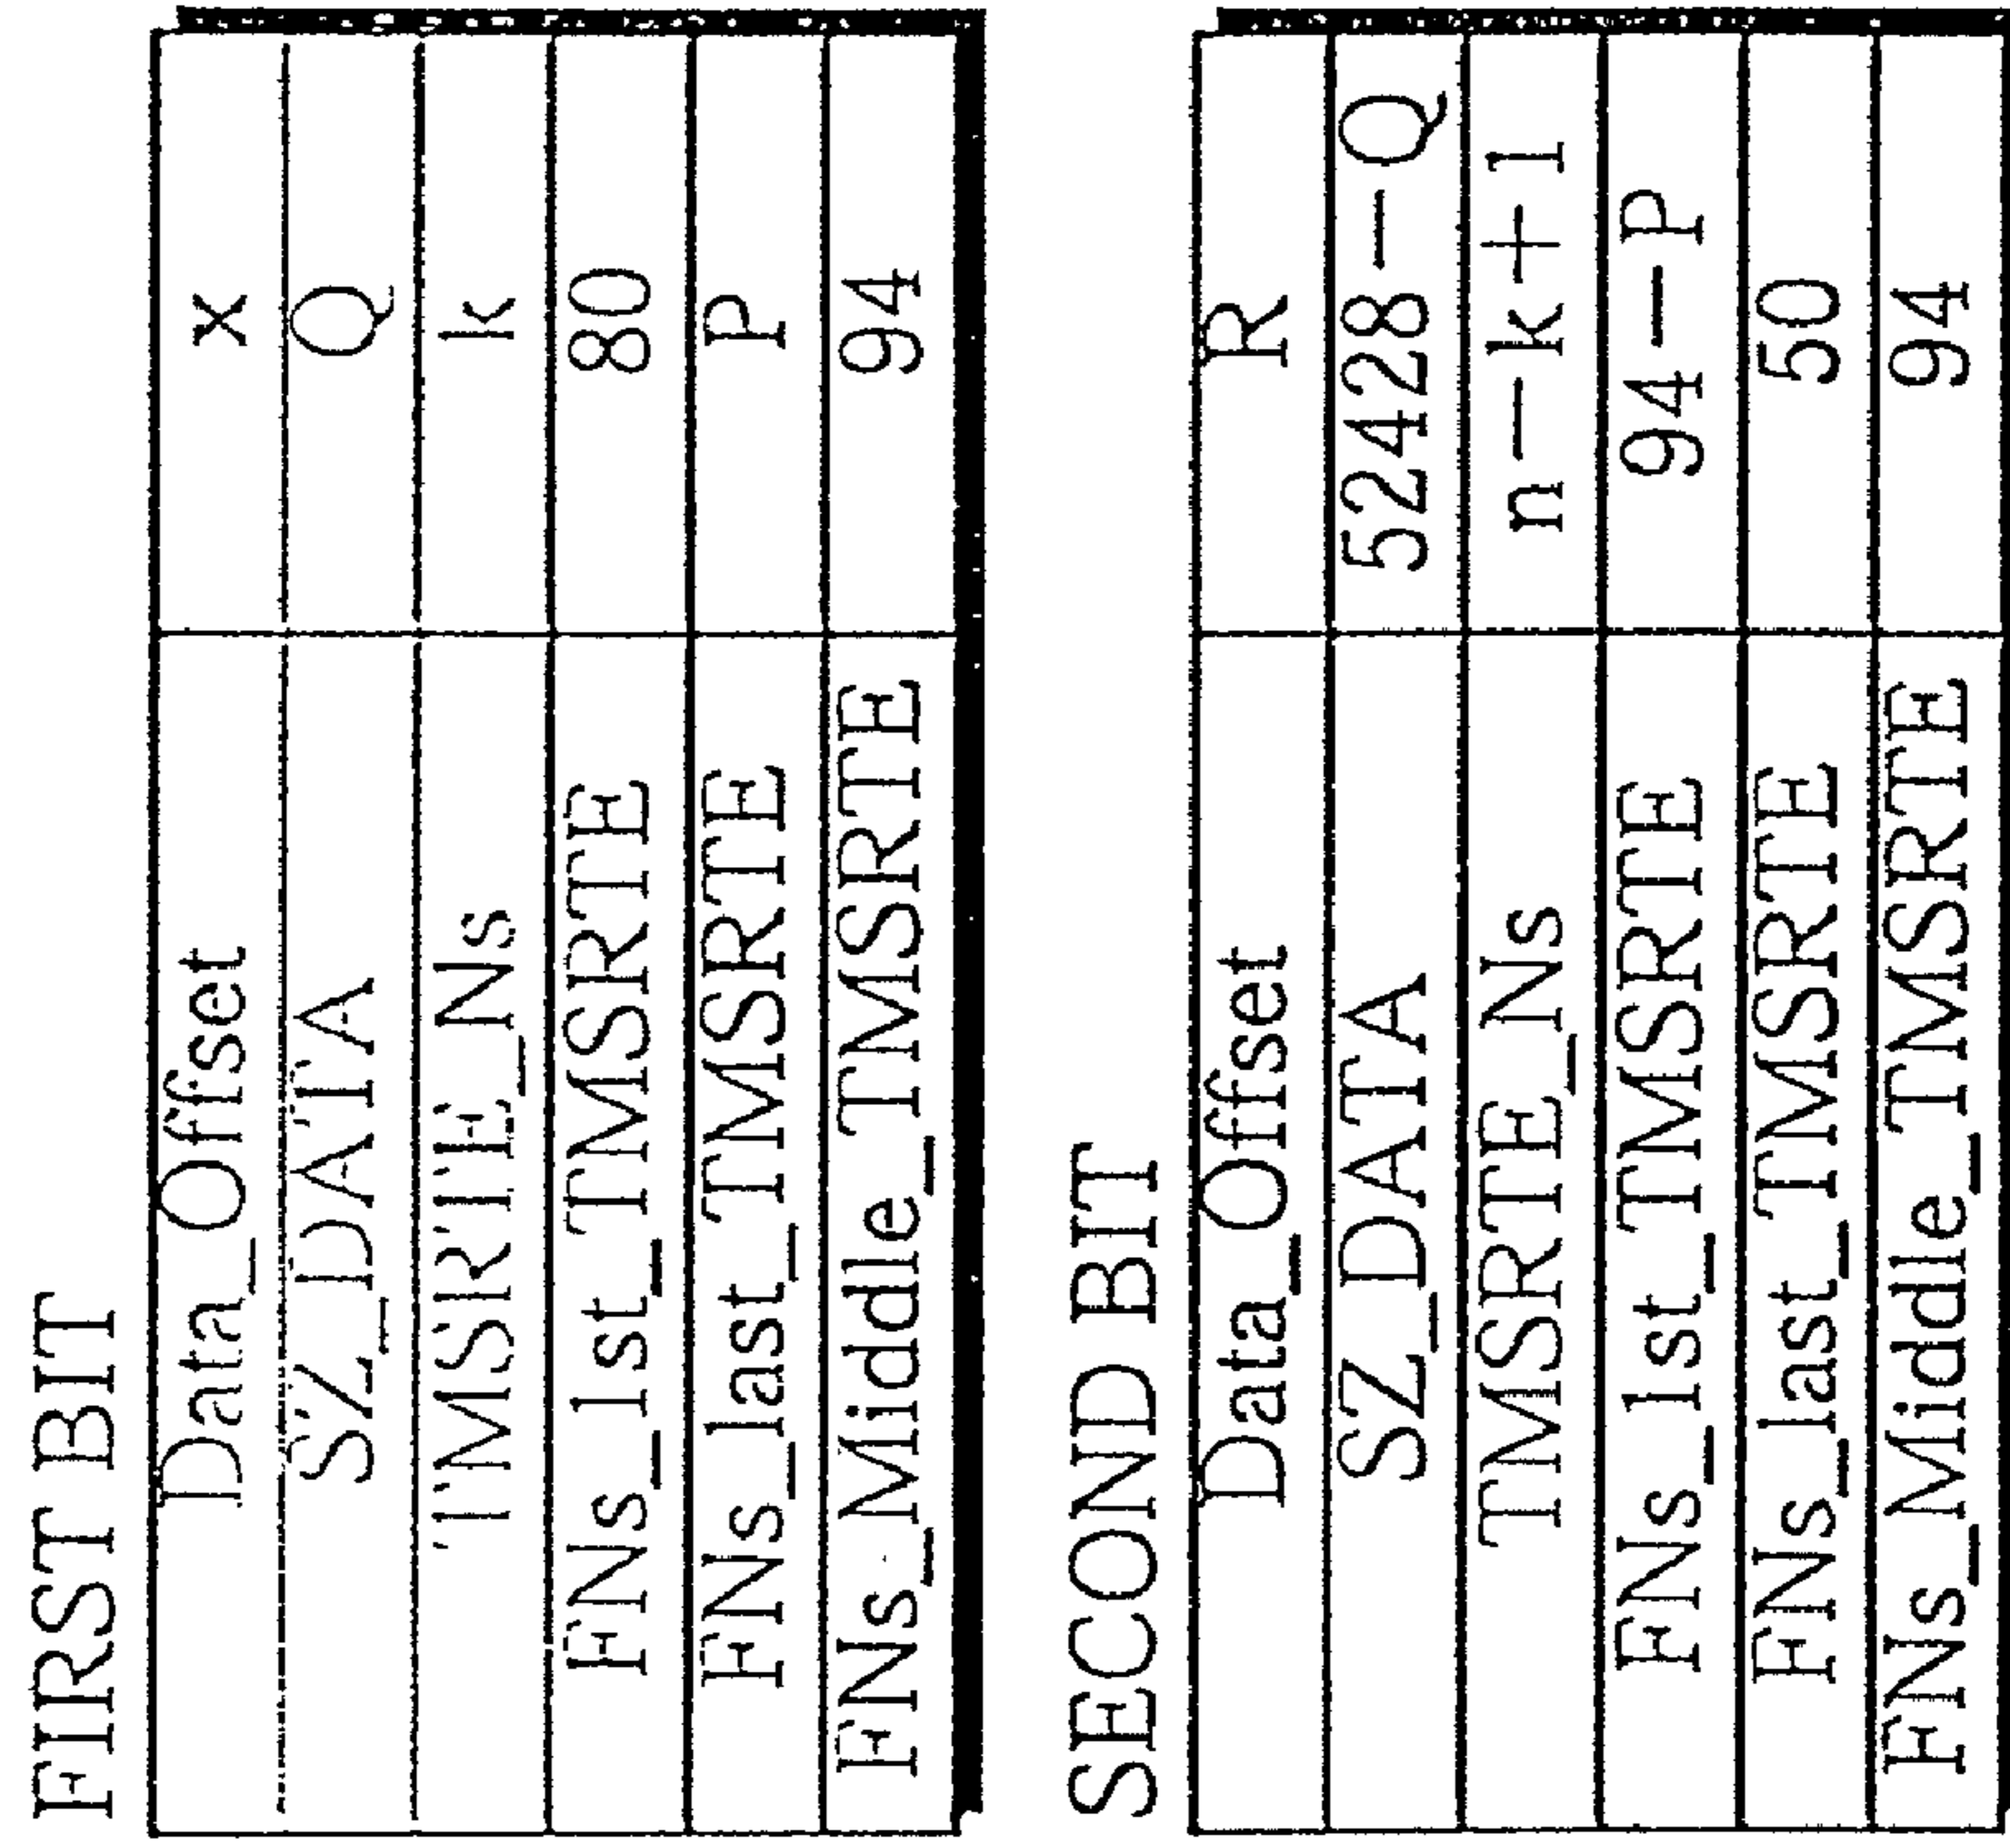 FIRST BIT
Data_Offset x
SZ_DATA Q
TMSRTE_Ns k
FNs_1st_TMSRTE 80
FNs_last_TMSRTE P
FNs_Middle_TMSRTE 94
SECOND BIT
Data_Offset R
SZ_DATA 52428-Q
TMSRTE_Ns n-k+1
FNs_1st_TMSRTE 94-P
FNs_last_TMSRTE 50
FNs_Middle_TMSRTE 94